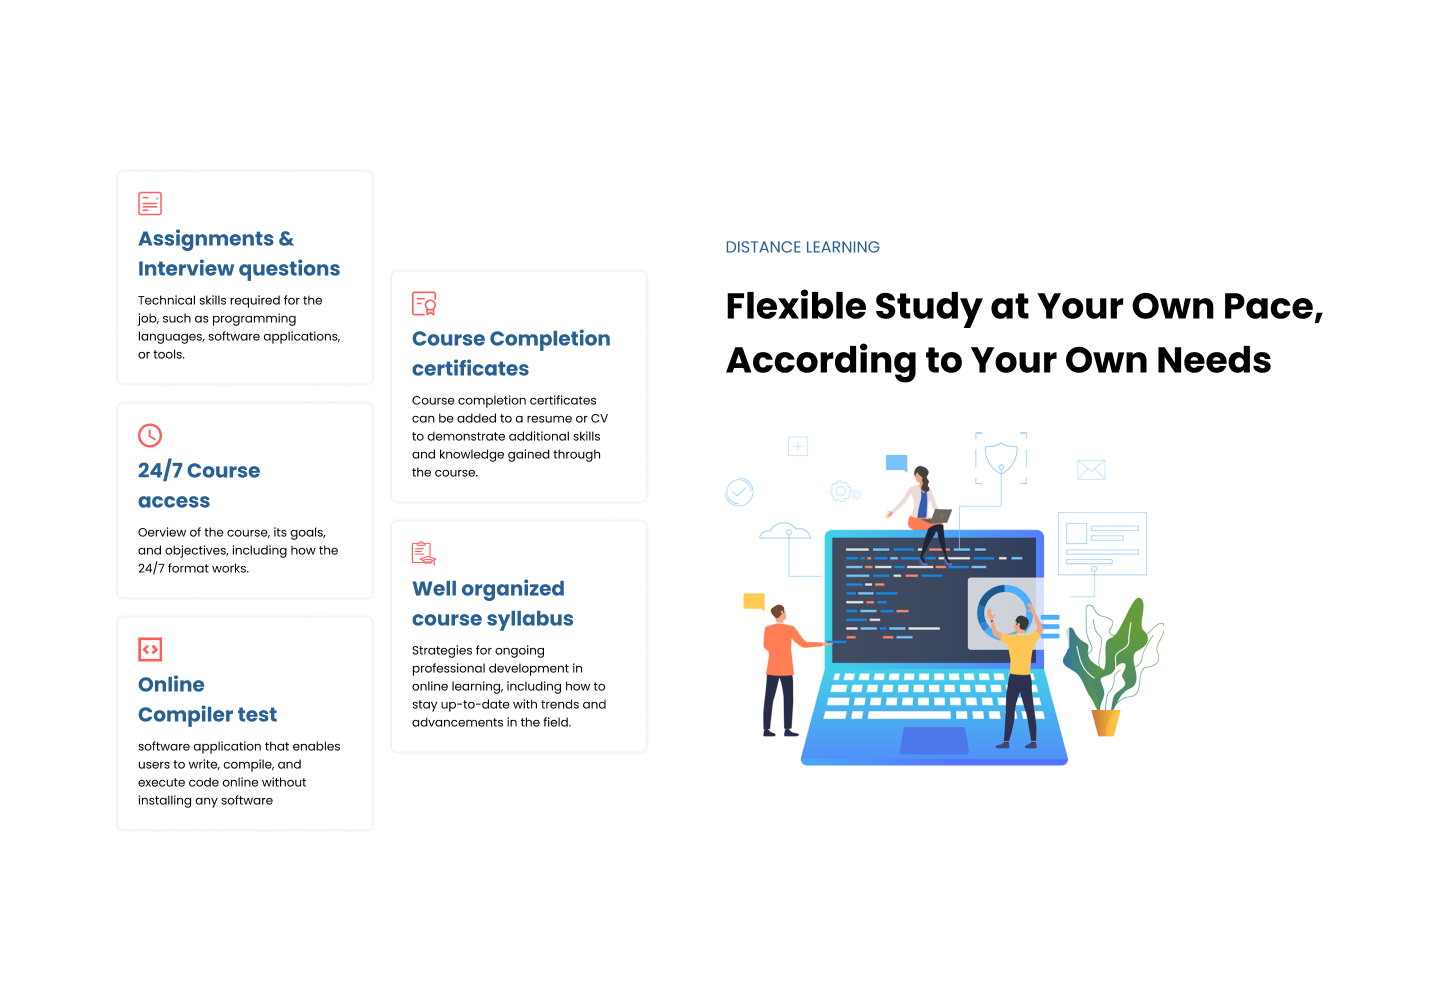 Assignments &
Interview questions
Technical skills required for the
job, such as programming
languages, software applications,
or tools.
24/7 Course
access
Oerview of the course, its goals,
and objectives, including how the
24/7 format works.
Online
Compiler test
software application that enables
users to write, compile, and
execute code online without
installing any software
Course Completion
certificates
Course completion certificates
can be added to a resume or CV
to demonstrate additional skills
and knowledge gained through
the course.
Well organized
course syllabus
Strategies for ongoing
professional development in
online learning, including how to
stay up-to-date with trends and
advancements in the field.
DISTANCE LEARNING
Flexible Study at Your Own Pace,
According to Your Own Needs